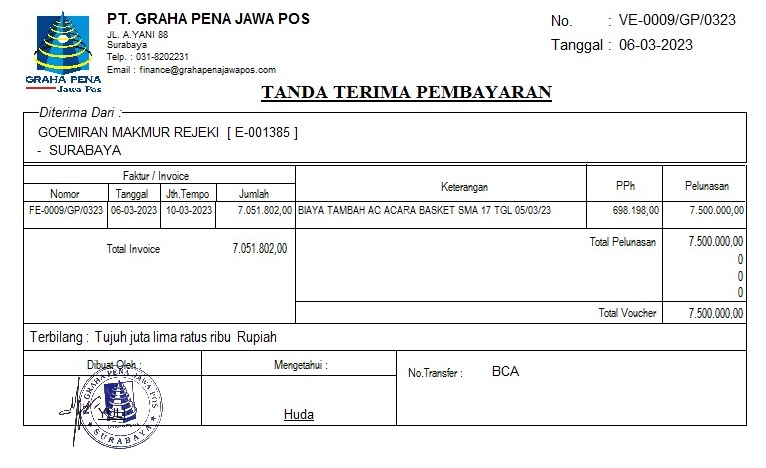 PT. GRAHA PENA JAWA POS
JL. A.YANI 88
Surabaya
Telp. : 031-8202231
Email : finance@grahapenajawapos.com
GRAHA PENA
Jawa Pos
No. : VE-0009/GP/0323
Tanggal : 06-03-2023
TANDA TERIMA PEMBAYARAN
Diterima Dari :
GOEMIRAN MAKMUR REJEKI [ E-001385 ]
- SURABAYA
Faktur / Invoice Keterangan PPh Pelunasan
Nomor Tanggal Jth.Tempo Jumlah
FE-0009/GP/0323 06-03-2023 10-03-2023 7.051.802,00 BIAYA TAMBAH AC ACARA BASKET SMA 17 TGL 05/03/23 698.198,00 7.500.000,00
Total Invoice 7.051.802,00 Total Pelunasan 7.500.000,00
0
0
0
Total Voucher 7.500.000,00
Terbilang : Tujuh juta lima ratus ribu Rupiah
Dibuat Oleh : Mengetahui : No.Transfer : BCA
PT. GRAHA PENA JAWA POS
SURABAYA
YULI Huda